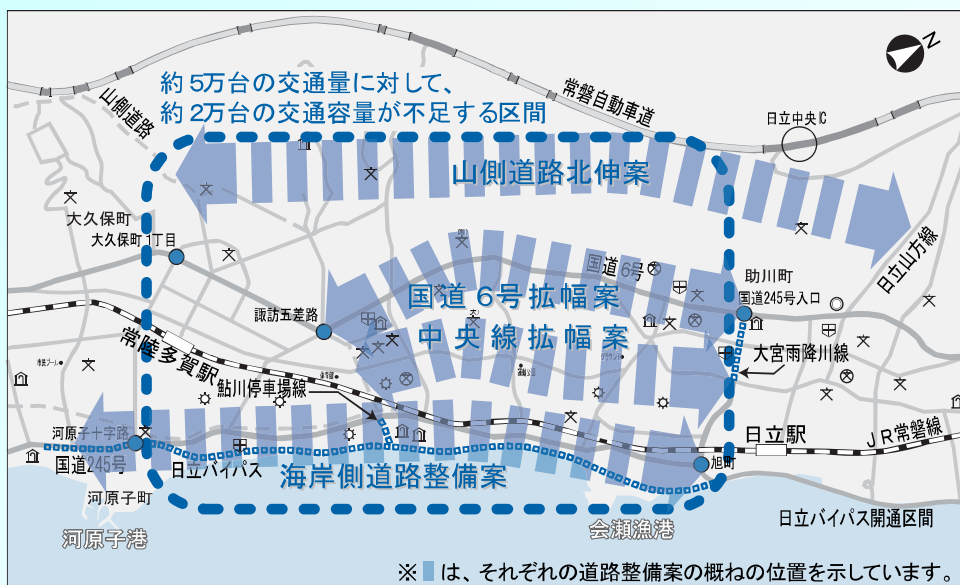 約5万台の交通量に対して、
約2万台の交通容量が不足する区間
山側道路
常磐自動車道
日立中央IC
N
山側道路北伸案
大久保町
大久保町1丁目
日立山方線
国道6号
助川町
国道245号入口
国道6号拡幅案
中央線拡幅案
諏訪五差路
大宮雨降川線
常陸多賀駅
市民プール
鮎川停車場線
グラウンド
河原子十字路
国道245号
日立バイパス
海岸側道路整備案
日立駅
JR常磐線
旭町
河原子町
河原子港
会瀬漁港
日立バイパス開通区間
※ は、それぞれの道路整備案の概ねの位置を示しています。